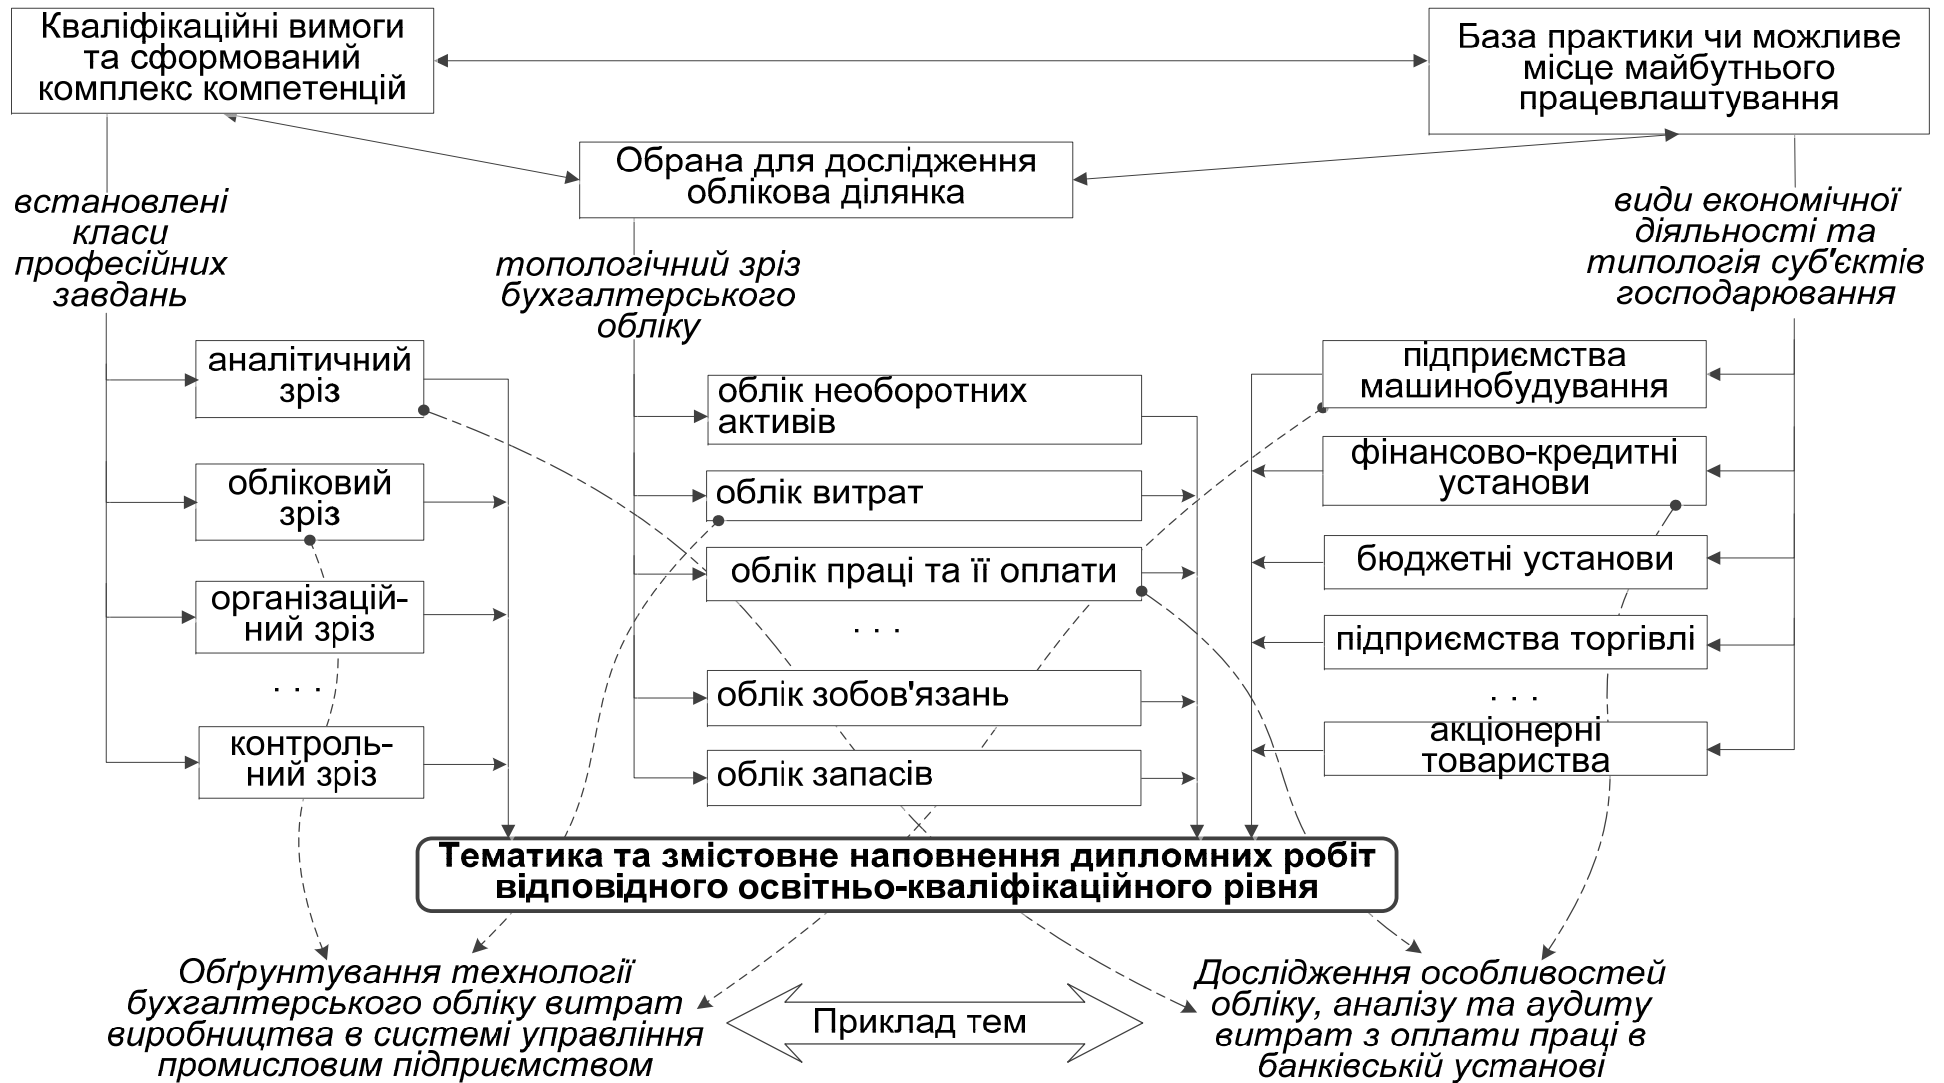 Кваліфікаційні вимоги
та сформований
комплекс компетенцій
База практики чи можливе
місце майбутнього
працевлаштування
Обрана для дослідження
облікова ділянка
встановлені
класи
професійних
завдань
топологічний зріз
бухгалтерського
обліку
види економічної
діяльності та
типологія суб'єктів
господарювання
аналітичний
зріз
обліковий
зріз
організацій-
ний зріз
. . .
контроль-
ний зріз
облік необоротних
активів
облік витрат
облік праці та її оплати
. . .
облік зобов'язань
облік запасів
підприємства
машинобудування
фінансово-кредитні
установи
бюджетні установи
підприємства торгівлі
. . .
акціонерні
товариства
Тематика та змістовне наповнення дипломних робіт
відповідного освітньо-кваліфікаційного рівня
Обґрунтування технології
бухгалтерського обліку витрат
виробництва в системі управління
промисловим підприємством
Приклад тем
Дослідження особливостей
обліку, аналізу та аудиту
витрат з оплати праці в
банківській установі